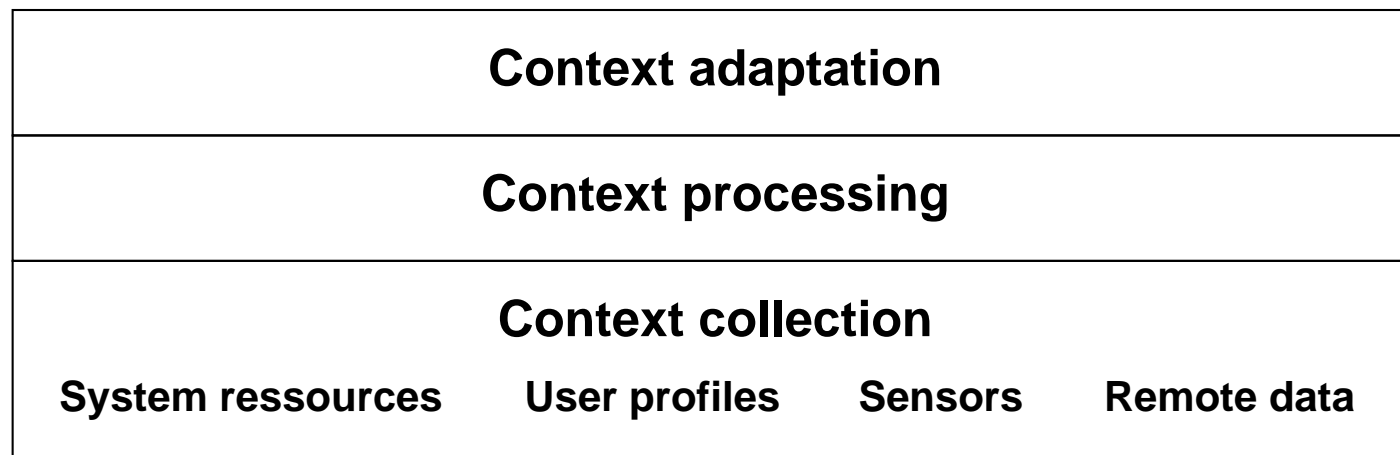 Context adaptation
Context processing
Context collection
System ressources User profiles Sensors Remote data